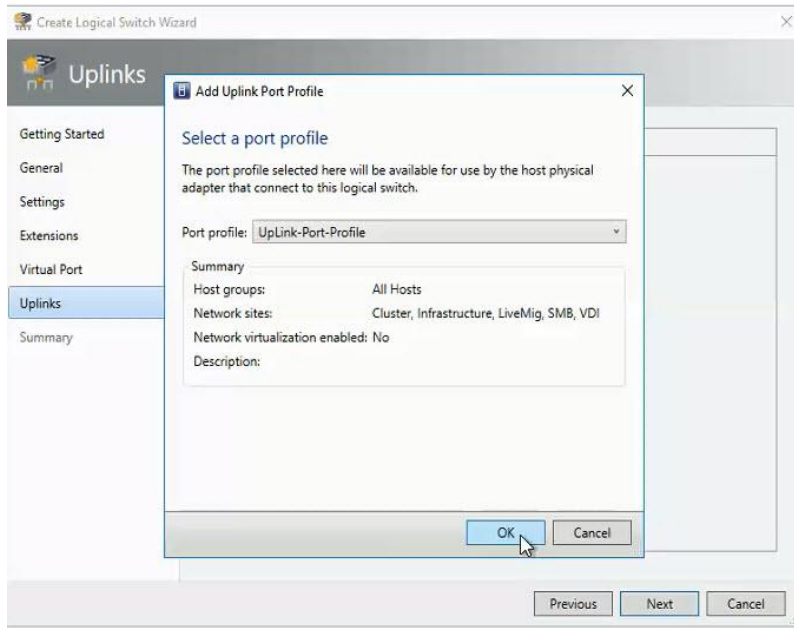 Create Logical Switch Wizard
Uplinks
Getting Started
General
Settings
Extensions
Virtual Port
Uplinks
Summary
Add Uplink Port Profile
Select a port profile
The port profile selected here will be available for use by the host physical
adapter that connect to this logical switch.
Port profile: UpLink-Port-Profile
Summary
Host groups: All Hosts
Network sites: Cluster, Infrastructure, LiveMig, SMB, VDI
Network virtualization enabled: No
Description:
OK Cancel
Previous Next Cancel